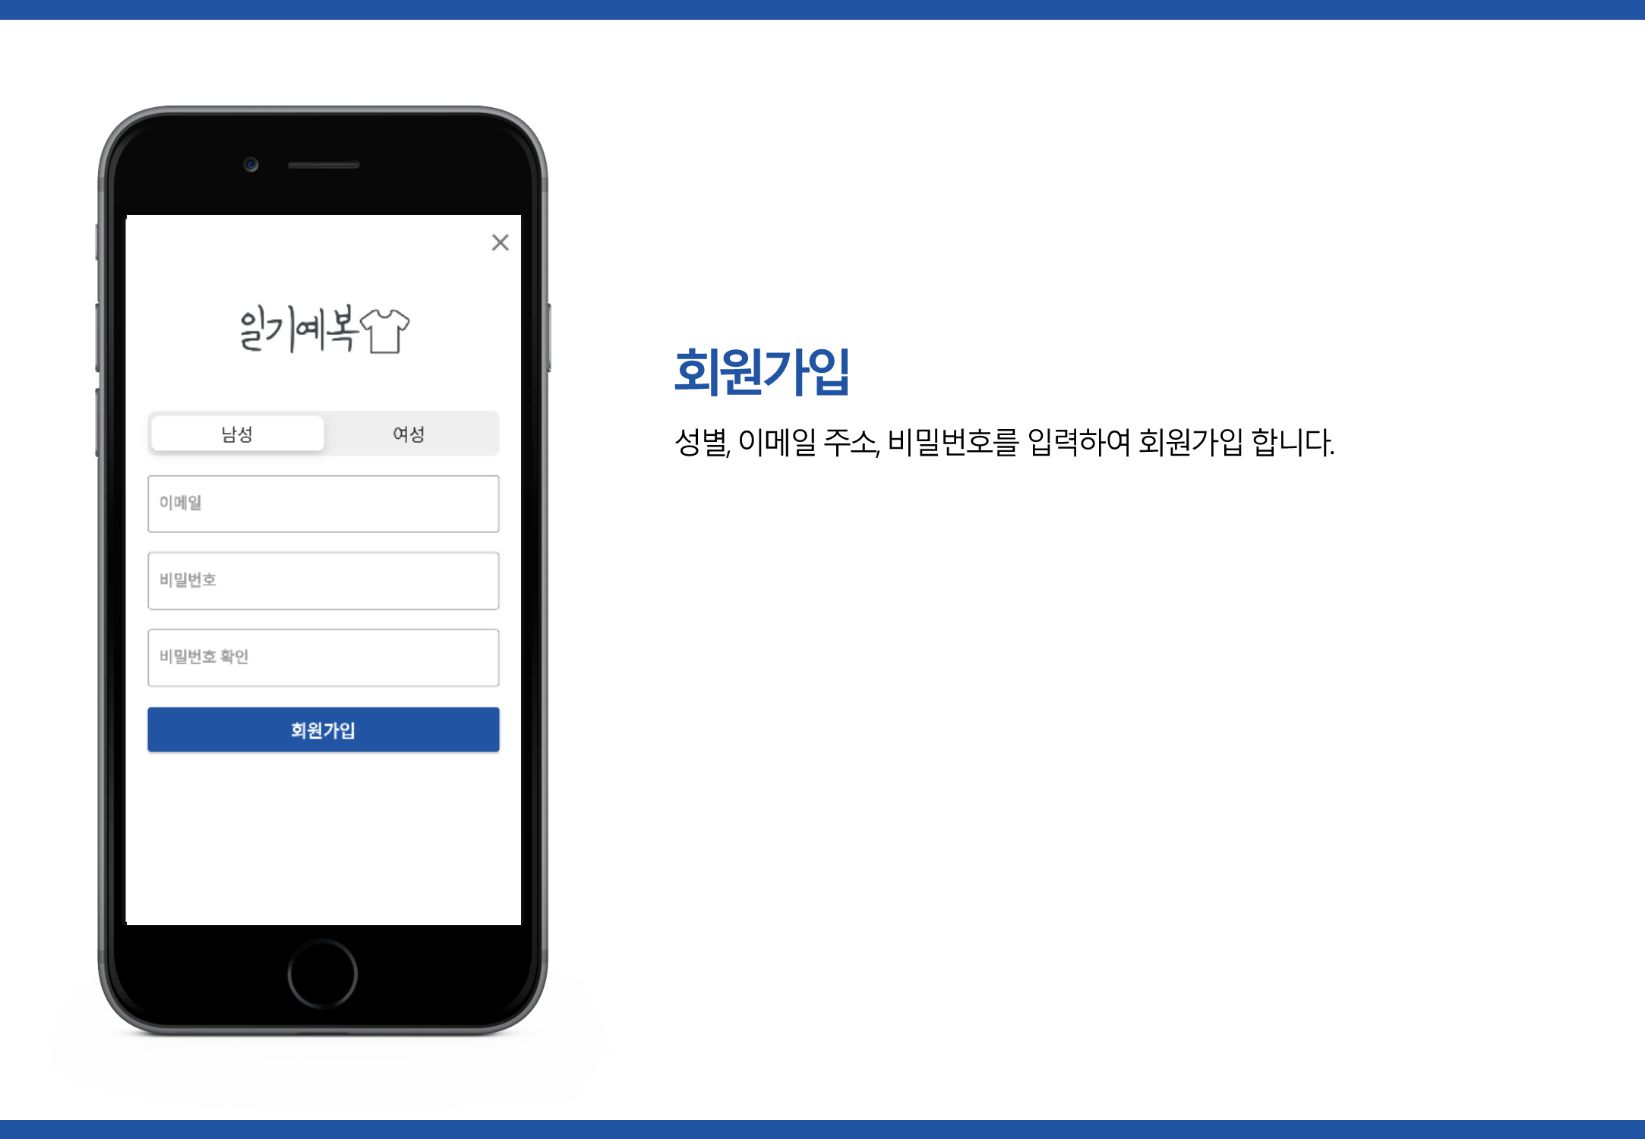 일기예복
남성 여성
이메일
비밀번호
비밀번호 확인
회원가입
회원가입
성별, 이메일 주소, 비밀번호를 입력하여 회원가입 합니다.